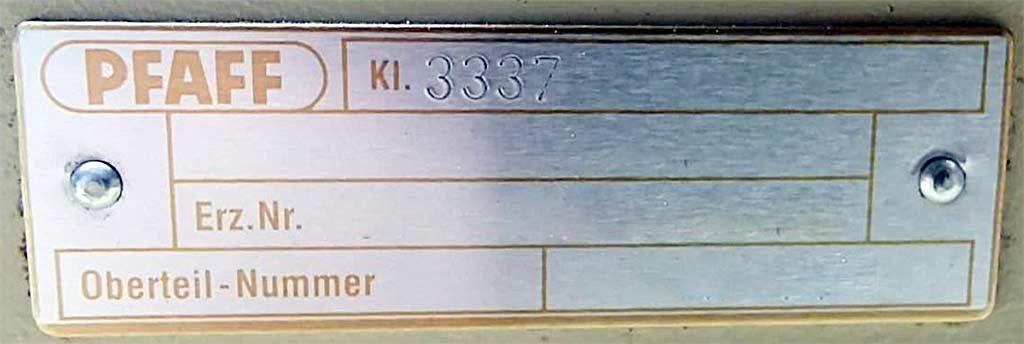 PFAFF Kl. 3337
Erz.Nr.
Oberteil-Nummer